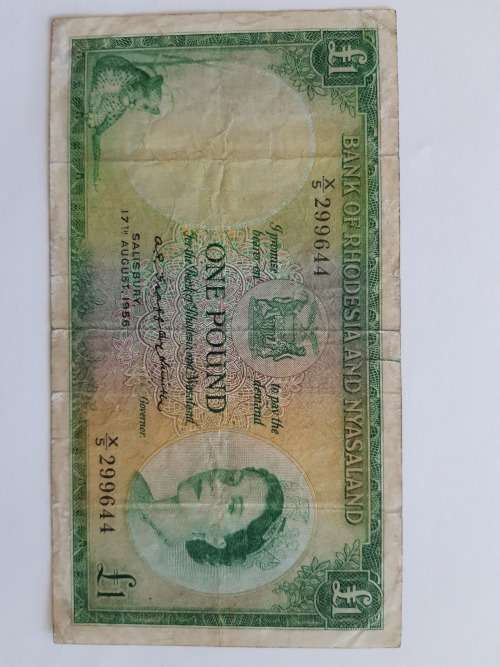 £1
£1
BANK OF RHODESIA AND NYASALAND
X/5 299644
I promise to pay the
bearer on demand
ONE POUND
For the Bank of Rhodesia and Nyasaland,
Governor.
SALISBURY
17TH AUGUST, 1956
X/5 299644
£1